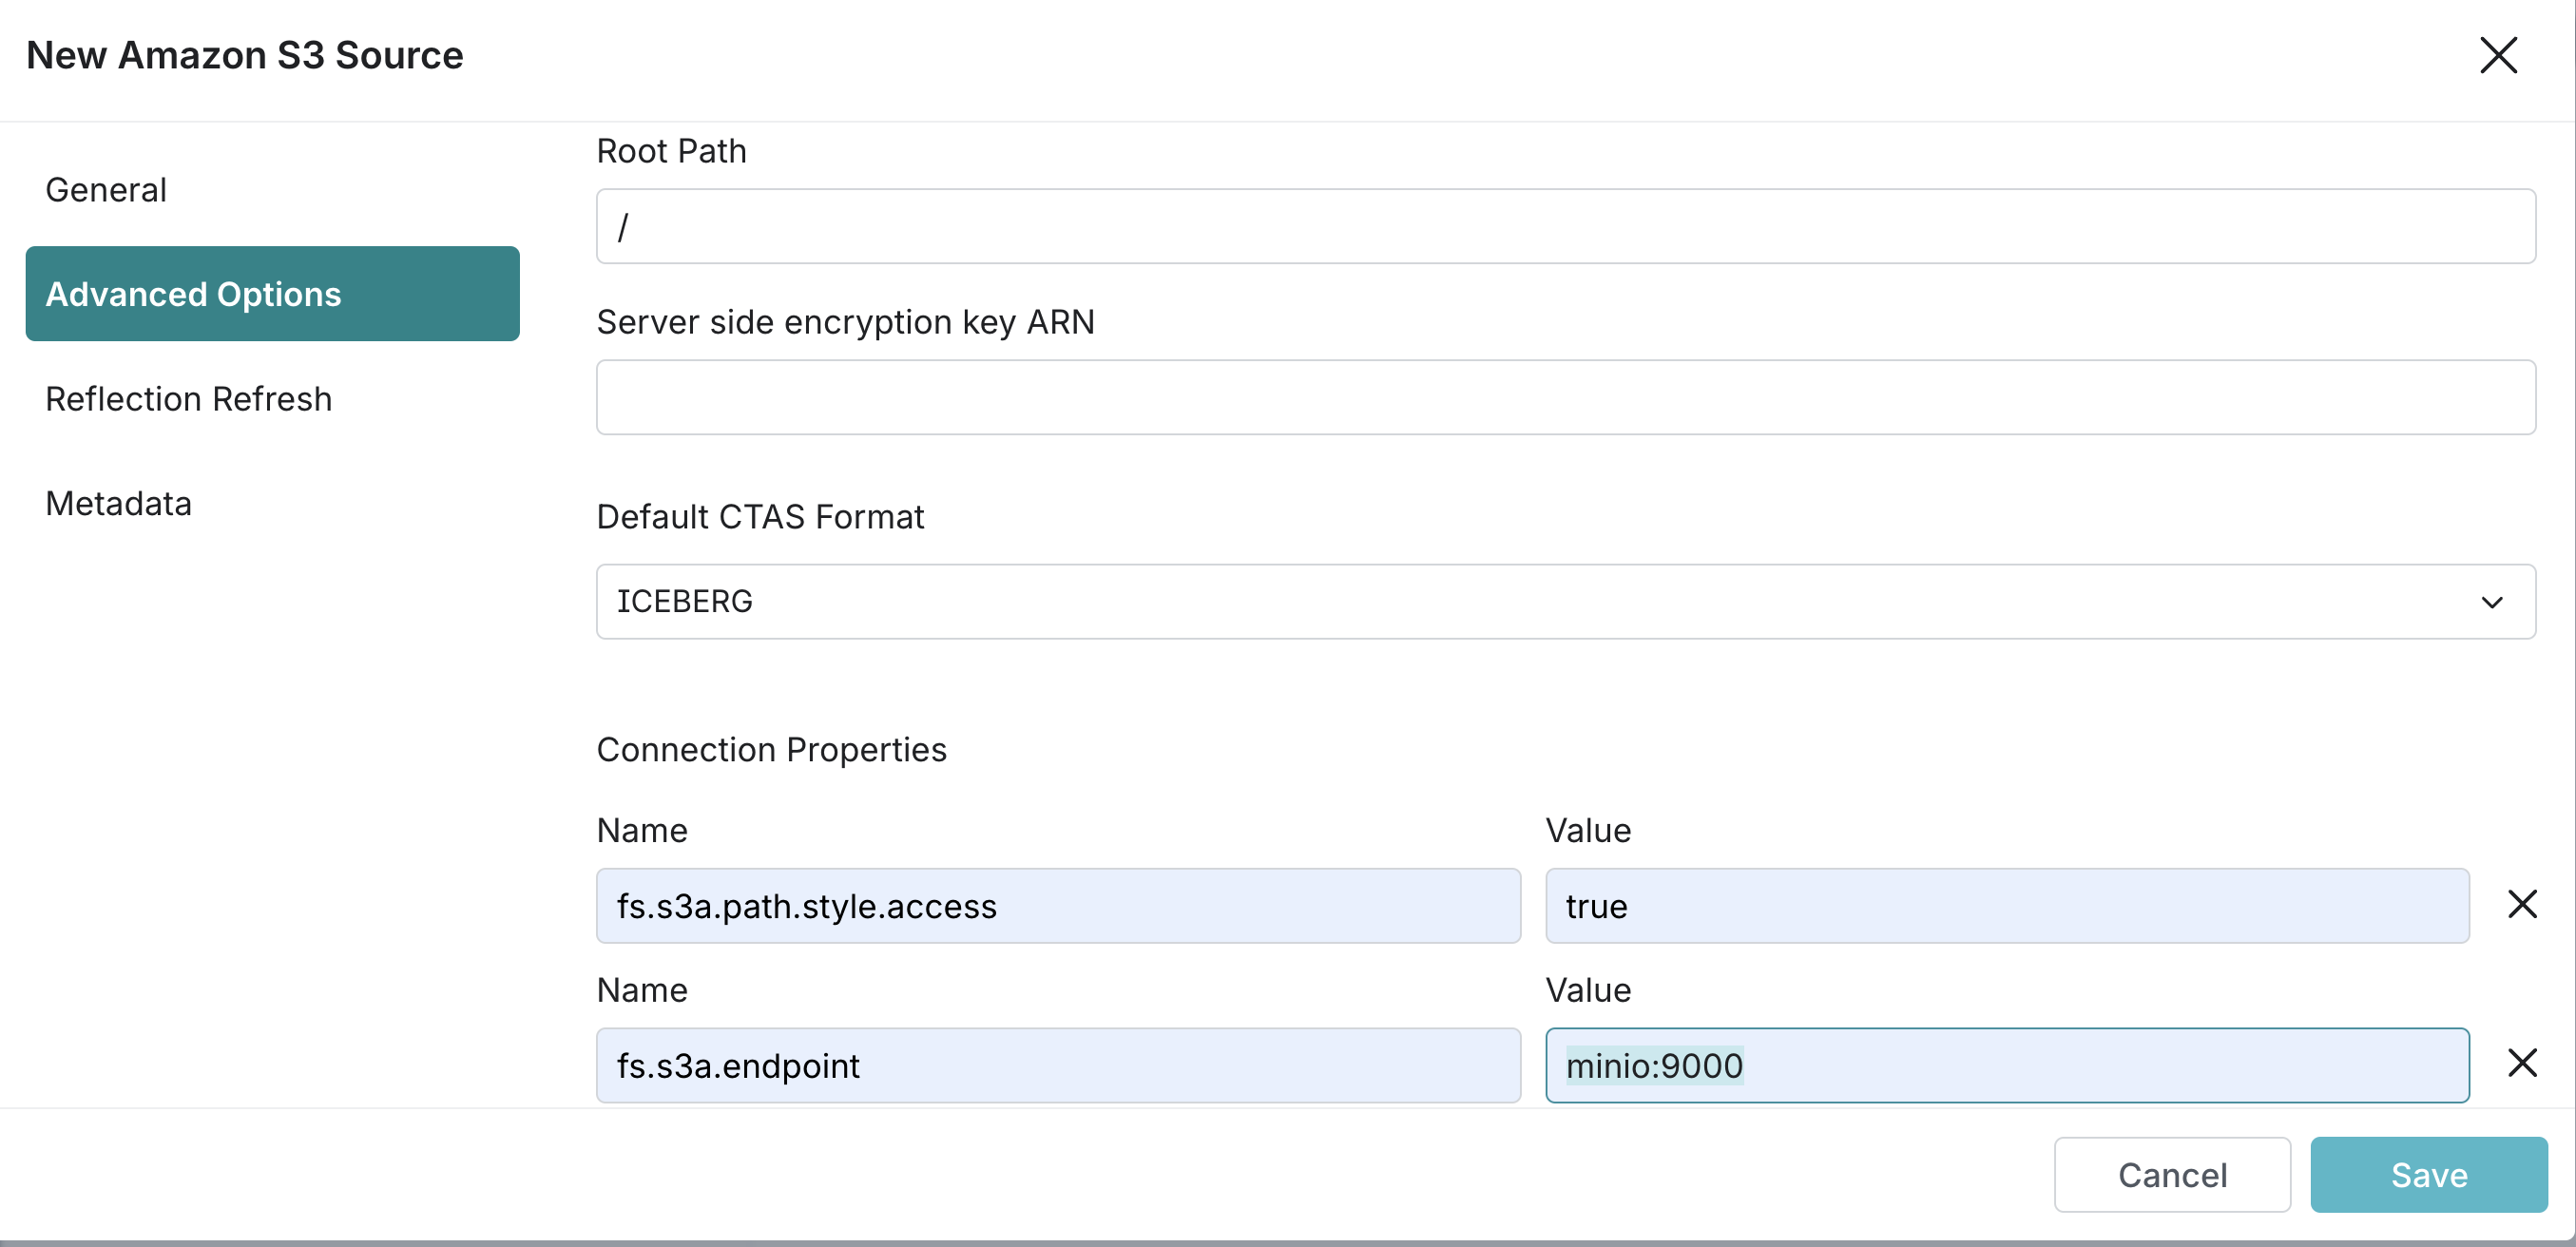 New Amazon S3 Source
General
Advanced Options
Reflection Refresh
Metadata
Root Path
/
Server side encryption key ARN
Default CTAS Format
ICEBERG
Connection Properties
Name Value
fs.s3a.path.style.access true
Name Value
fs.s3a.endpoint minio:9000
Cancel Save